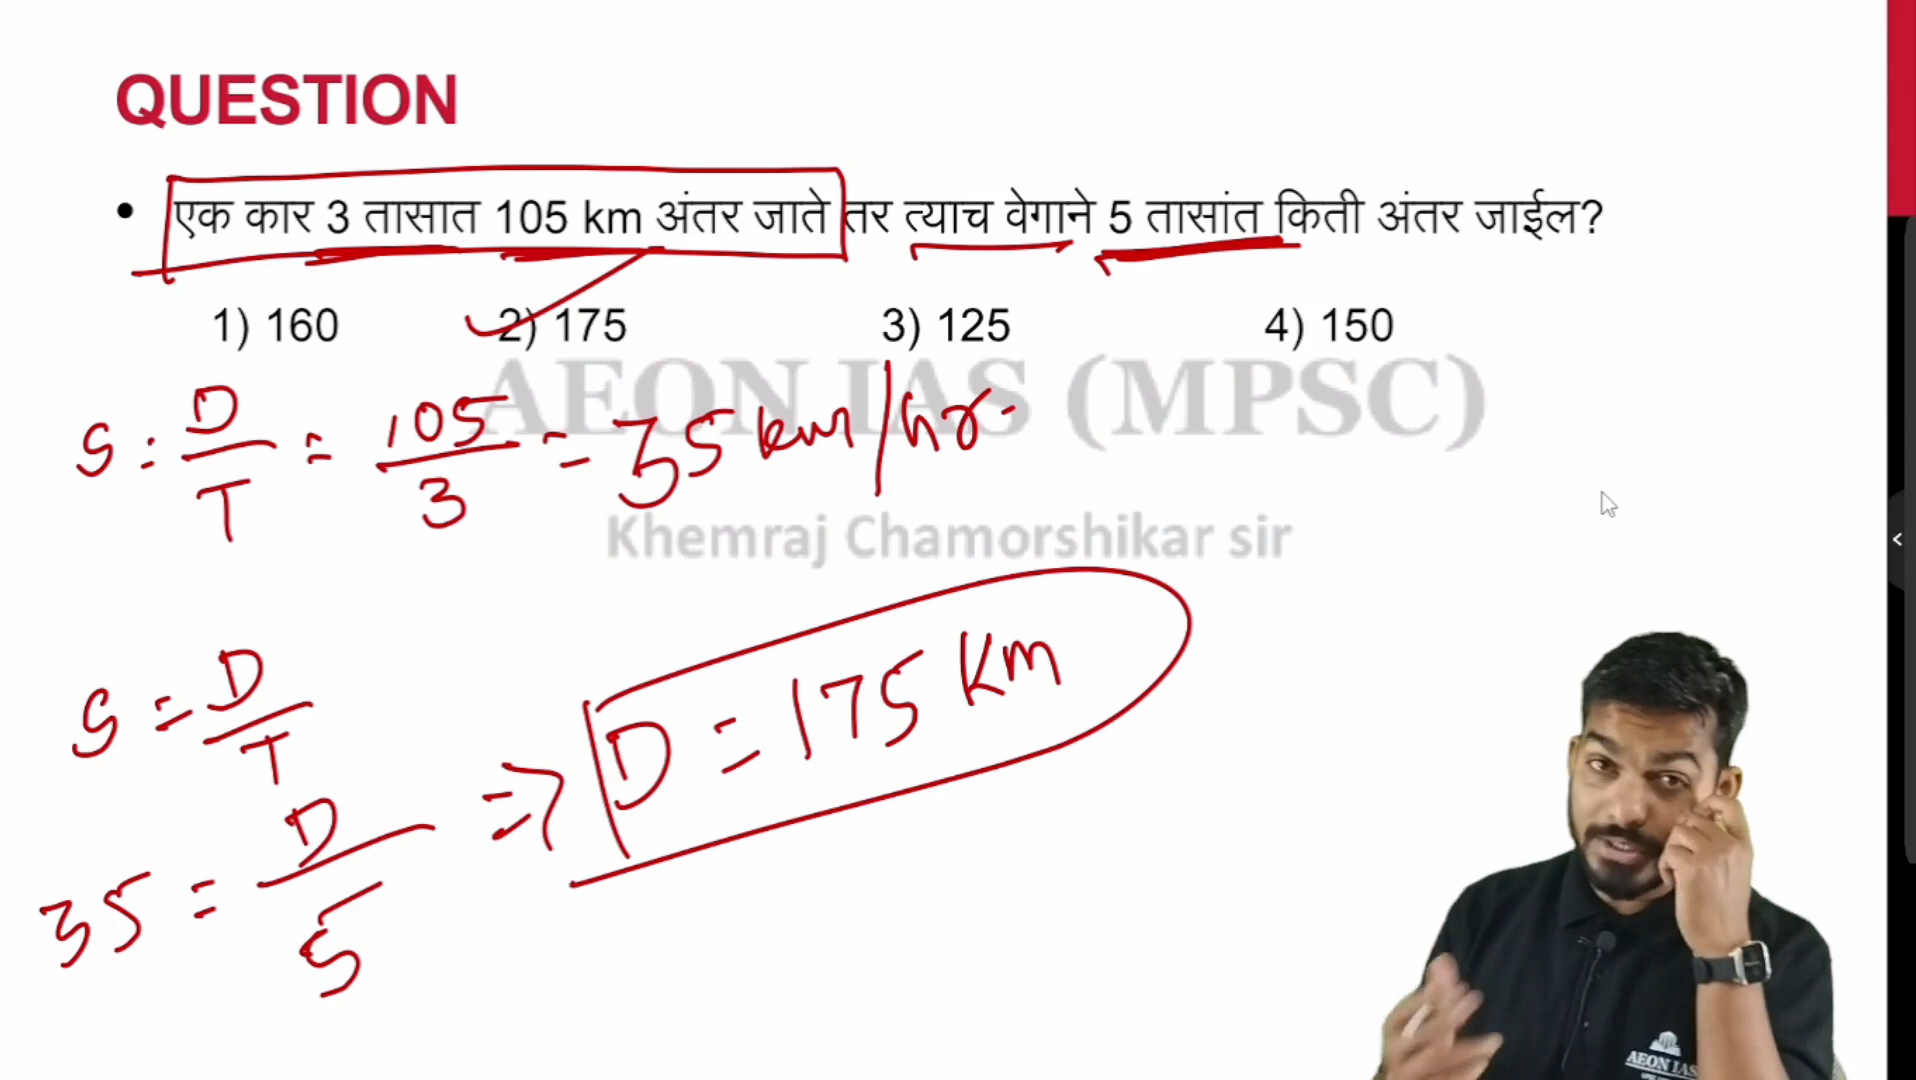 QUESTION
• एक कार 3 तासात 105 km अंतर जाते तर त्याच वेगाने 5 तासांत किती अंतर जाईल?
1) 160 2) 175 3) 125 4) 150
AEON IAS (MPSC)
S = D/T = 105/3 = 35 km/hr.
Khemraj Chamorshikar sir
S = D/T
35 = D/5 => D = 175 Km
AEON IAS